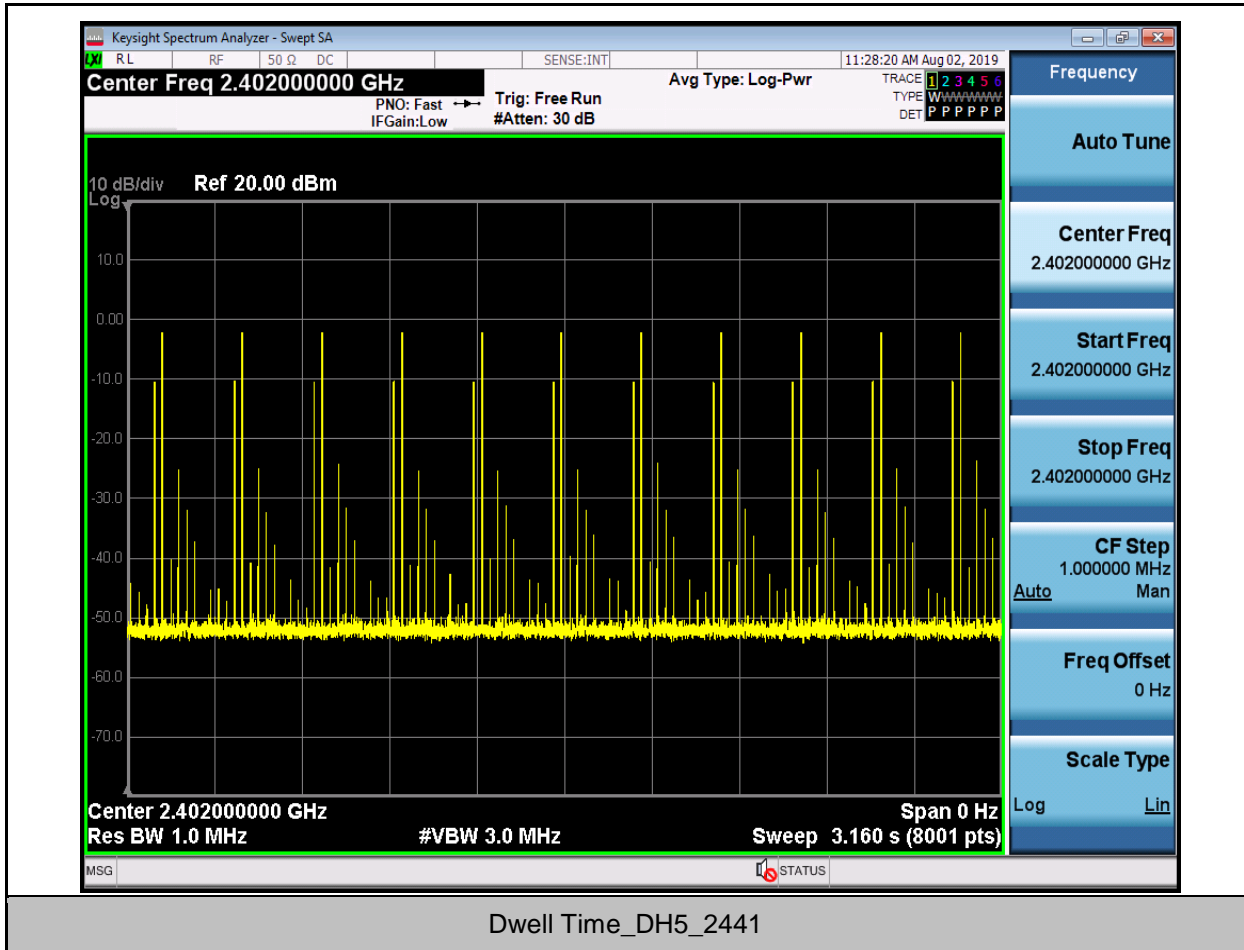 Keysight Spectrum Analyzer - Swept SA
LXI RL RF 50 Ω DC SENSE:INT 11:28:20 AM Aug 02, 2019
Center Freq 2.402000000 GHz
PNO: Fast
IFGain:Low
Trig: Free Run
#Atten: 30 dB
Avg Type: Log-Pwr
TRACE 1 2 3 4 5 6
TYPE WWWWWW
DET P P P P P P
10 dB/div Ref 20.00 dBm
Log
10.0
0.00
-10.0
-20.0
-30.0
-40.0
-50.0
-60.0
-70.0
Center 2.402000000 GHz Span 0 Hz
Res BW 1.0 MHz #VBW 3.0 MHz Sweep 3.160 s (8001 pts)
MSG STATUS
Frequency
Auto Tune
Center Freq
2.402000000 GHz
Start Freq
2.402000000 GHz
Stop Freq
2.402000000 GHz
CF Step
1.000000 MHz
Auto Man
Freq Offset
0 Hz
Scale Type
Log Lin
Dwell Time_DH5_2441